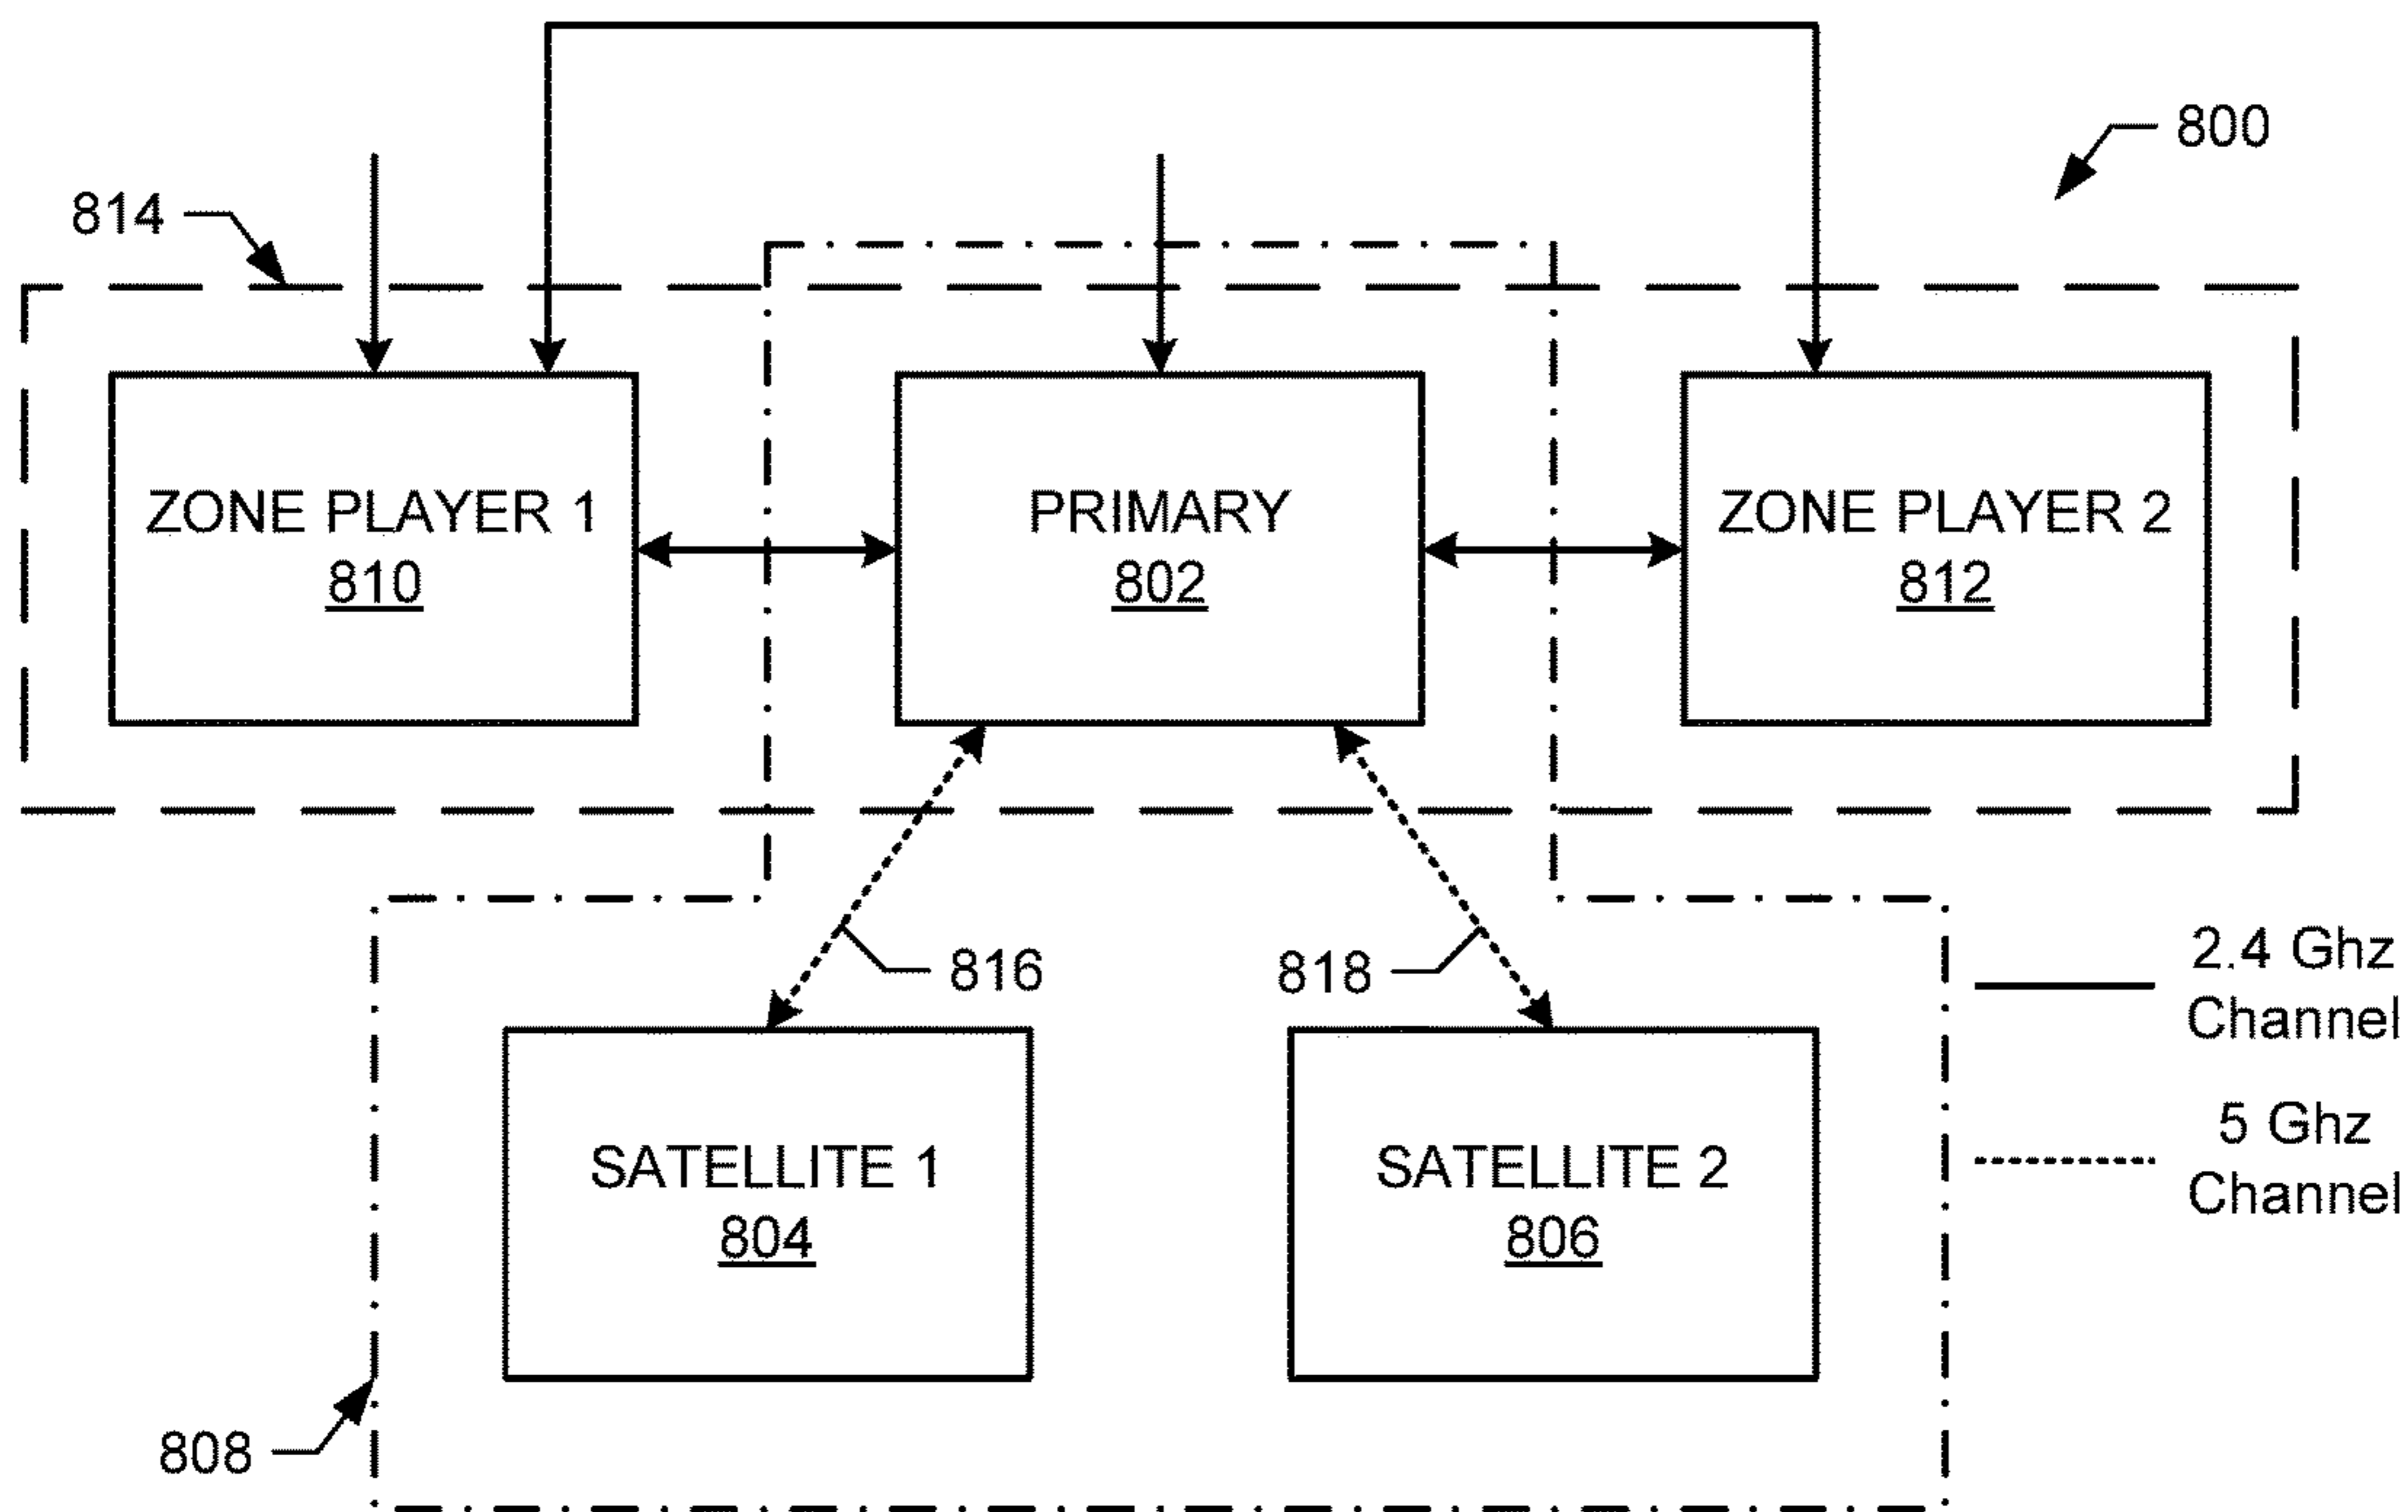 800
814
ZONE PLAYER 1
810
PRIMARY
802
ZONE PLAYER 2
812
816
818
2.4 Ghz
Channel
5 Ghz
Channel
SATELLITE 1
804
SATELLITE 2
806
808